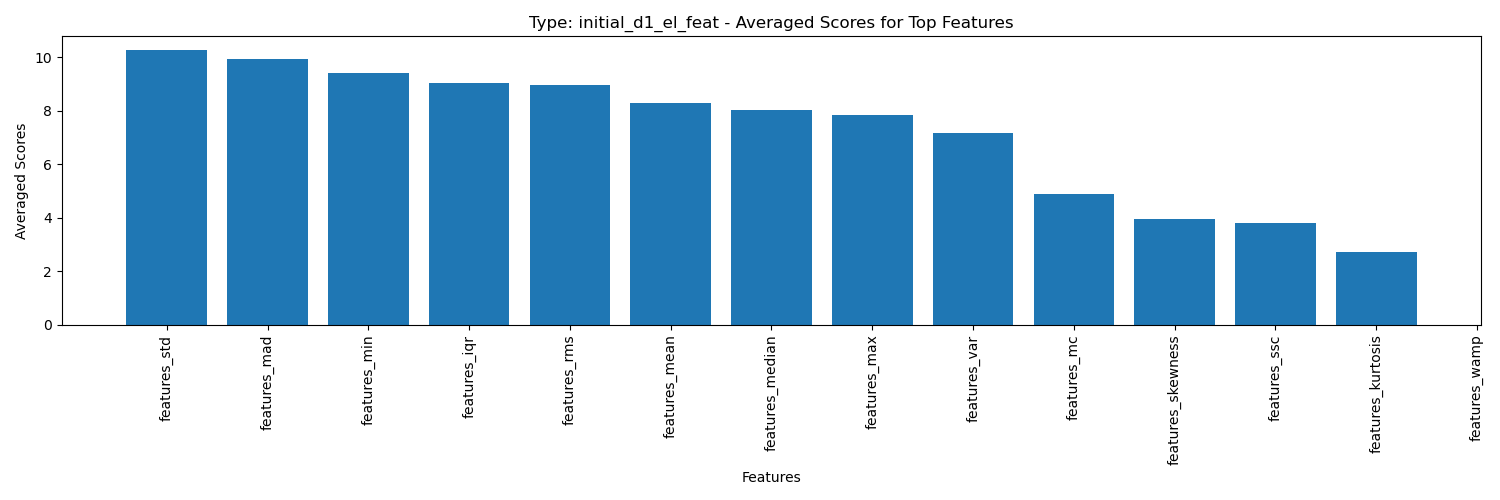 Type: initial_d1_el_feat - Averaged Scores for Top Features
Averaged Scores
10
8
6
4
2
0
features_std
features_mad
features_min
features_iqr
features_rms
features_mean
features_median
features_max
features_var
features_mc
features_skewness
features_ssc
features_kurtosis
features_wamp
Features